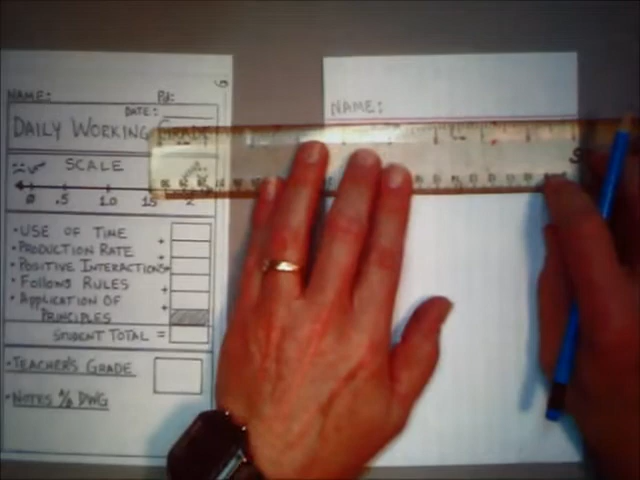 9
NAME: Pd:
DATE:
DAILY WORKING GRADE
SCALE
0 .5 1.0 1.5 2
• USE OF TIME
• PRODUCTION RATE +
• POSITIVE INTERACTIONS +
• FOLLOWS RULES +
• APPLICATION OF +
PRINCIPLES
STUDENT TOTAL =
• TEACHER'S GRADE
• NOTES % DWG
NAME: